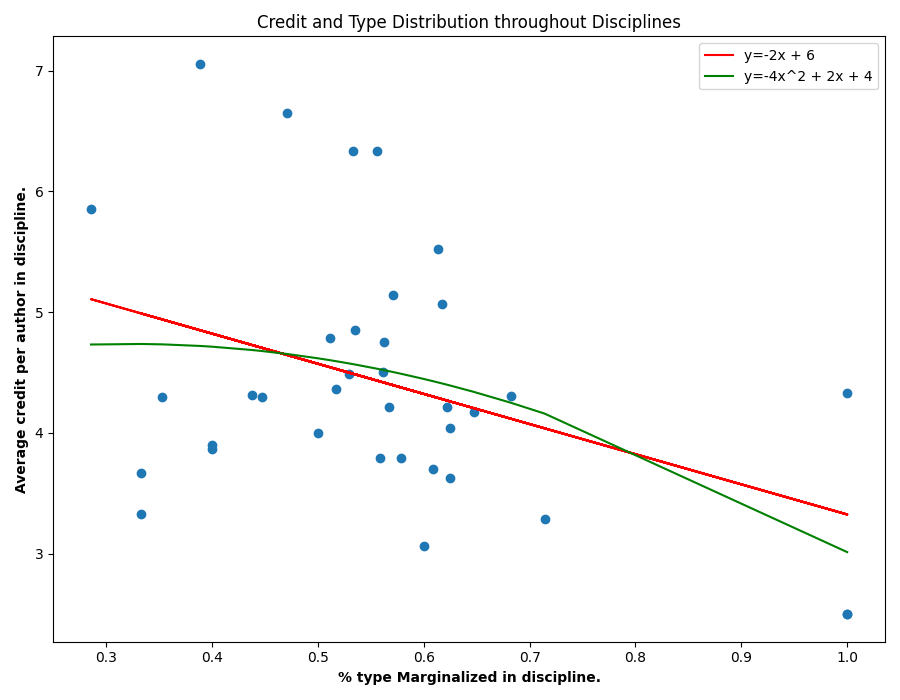 Credit and Type Distribution throughout Disciplines
y=-2x + 6
y=-4x^2 + 2x + 4
7
6
5
4
3
Average credit per author in discipline.
0.3 0.4 0.5 0.6 0.7 0.8 0.9 1.0
% type Marginalized in discipline.